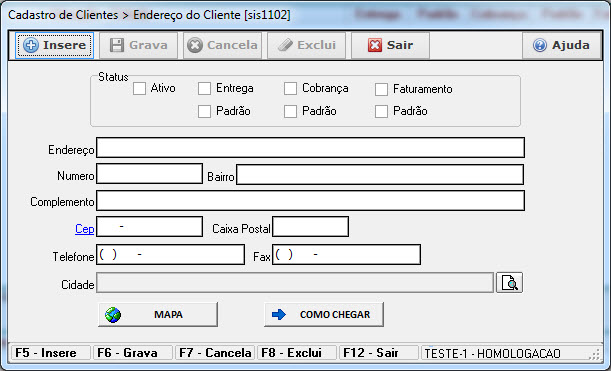 Cadastro de Clientes > Endereço do Cliente [sis1102]
Insere Grava Cancela Exclui Sair Ajuda
Status
Ativo Entrega Cobrança Faturamento
Padrão Padrão Padrão
Endereço
Numero Bairro
Complemento
Cep - Caixa Postal
Telefone ( ) - Fax ( ) -
Cidade
MAPA COMO CHEGAR
F5 - Insere F6 - Grava F7 - Cancela F8 - Exclui F12 - Sair TESTE-1 - HOMOLOGACAO